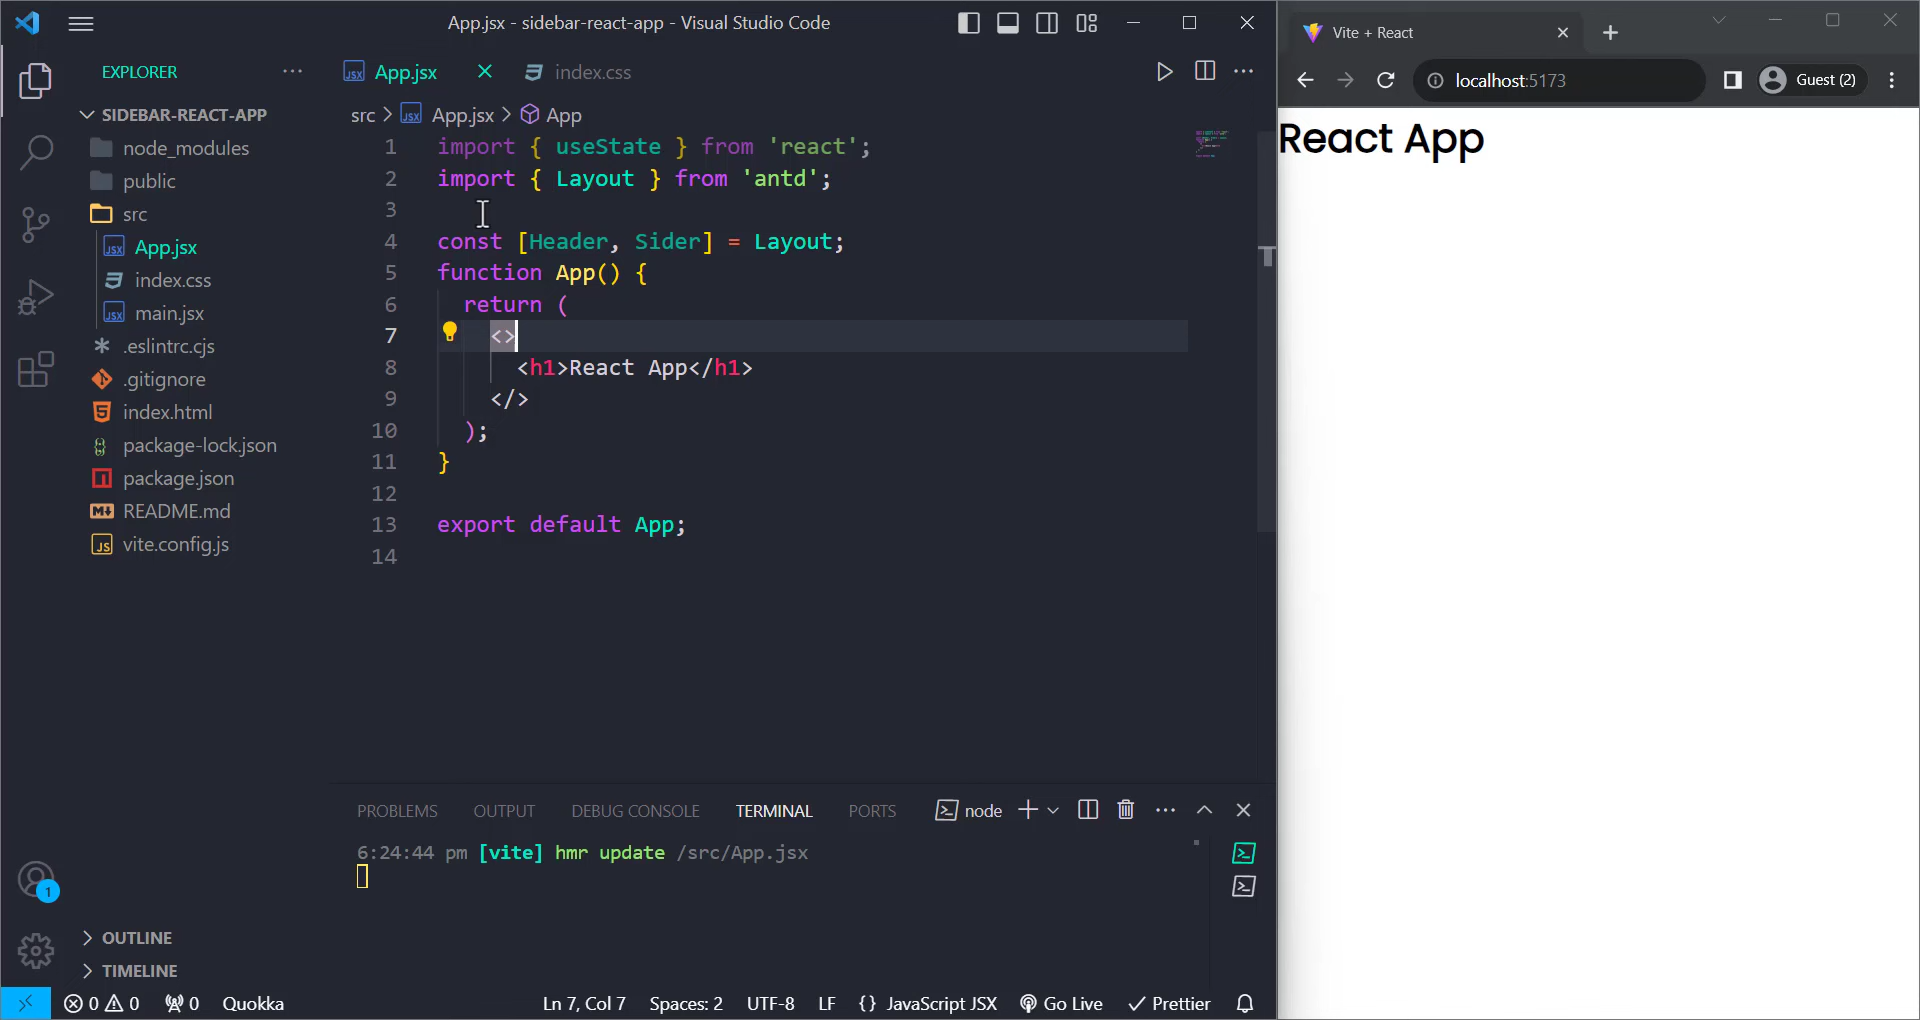 App.jsx - sidebar-react-app - Visual Studio Code
EXPLORER
SIDEBAR-REACT-APP
node_modules
public
src
JSX App.jsx
index.css
JSX main.jsx
.eslintrc.cjs
.gitignore
index.html
package-lock.json
package.json
M README.md
JS vite.config.js
OUTLINE
TIMELINE
1
JSX App.jsx
index.css
src > JSX App.jsx > App
1 import { useState } from 'react';
2 import { Layout } from 'antd';
3
4 const [Header, Sider] = Layout;
5 function App() {
6 return (
7 <>
8 <h1>React App</h1>
9 </>
10 );
11 }
12
13 export default App;
14
PROBLEMS OUTPUT DEBUG CONSOLE TERMINAL PORTS node
6:24:44 pm [vite] hmr update /src/App.jsx
0 0 0 Quokka Ln 7, Col 7 Spaces: 2 UTF-8 LF {} JavaScript JSX Go Live Prettier
Vite + React
localhost:5173
Guest (2)
React App